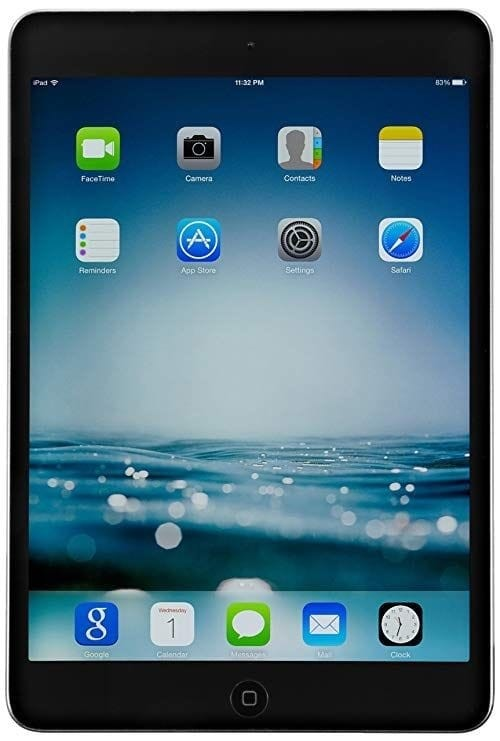 iPad 11:32 PM 83%
FaceTime Camera Contacts Notes
Reminders App Store Settings Safari
Wednesday
1
g
Google Calendar Messages Mail Clock